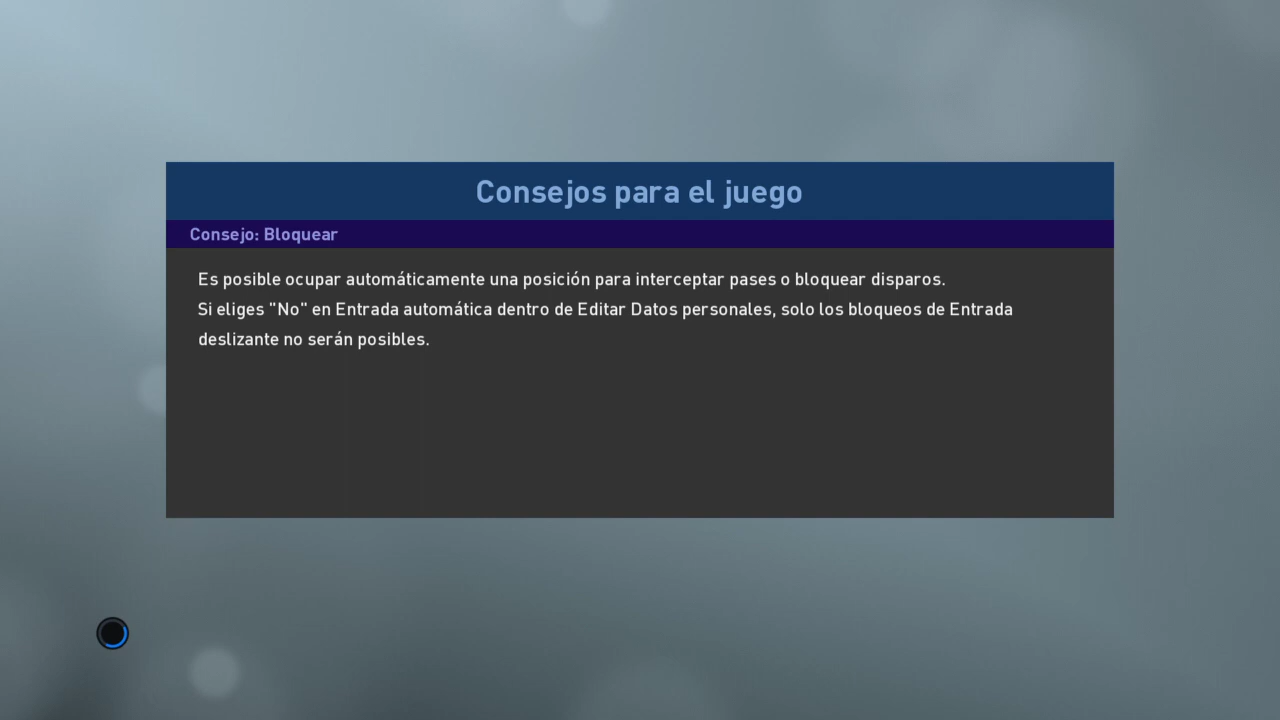 Consejos para el juego
Consejo: Bloquear
Es posible ocupar automáticamente una posición para interceptar pases o bloquear disparos.
Si eliges "No" en Entrada automática dentro de Editar Datos personales, solo los bloqueos de Entrada
deslizante no serán posibles.